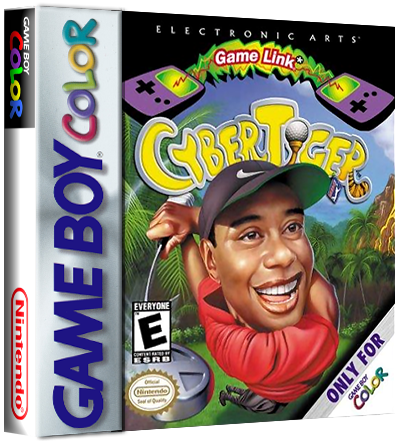 GAME BOY
COLOR
Nintendo®
GAME BOY COLOR
ELECTRONIC ARTS
Game Link*
CYBERTIGER
EVERYONE
E
CONTENT RATED BY
ESRB
Official
Nintendo
Seal of Quality
ONLY FOR
GAME BOY
COLOR